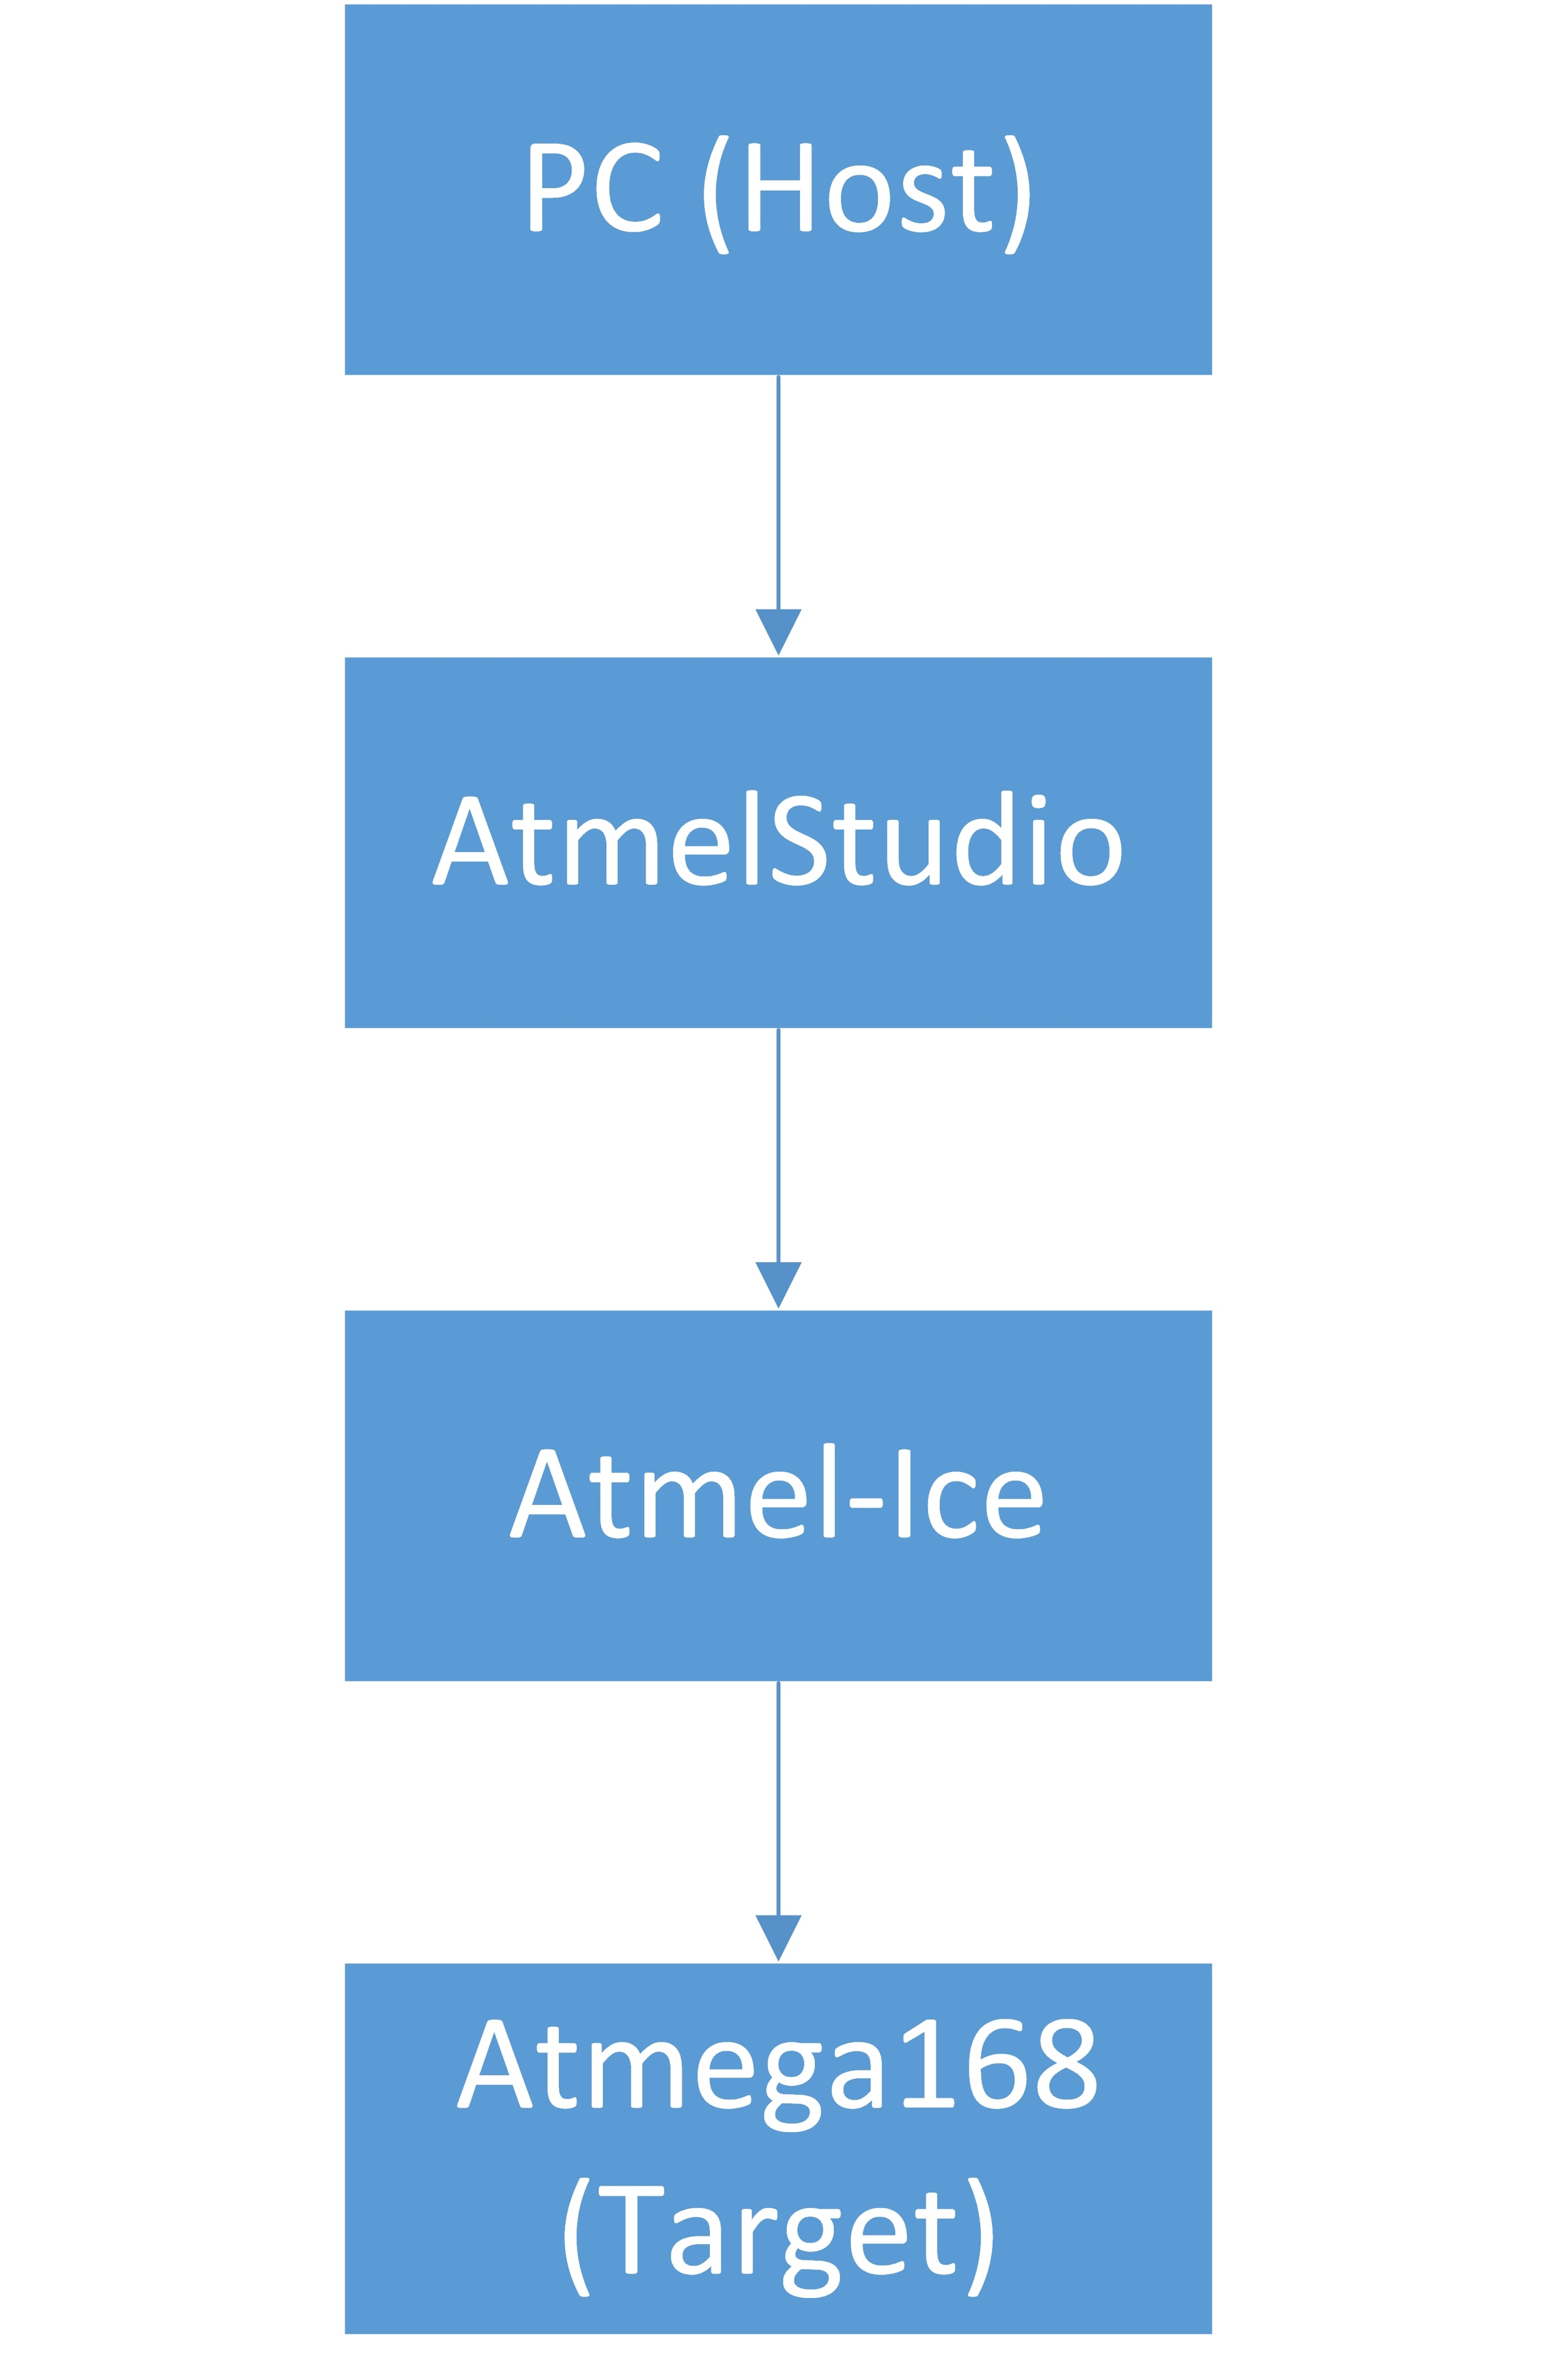 PC (Host)
AtmelStudio
Atmel-Ice
Atmega168
(Target)